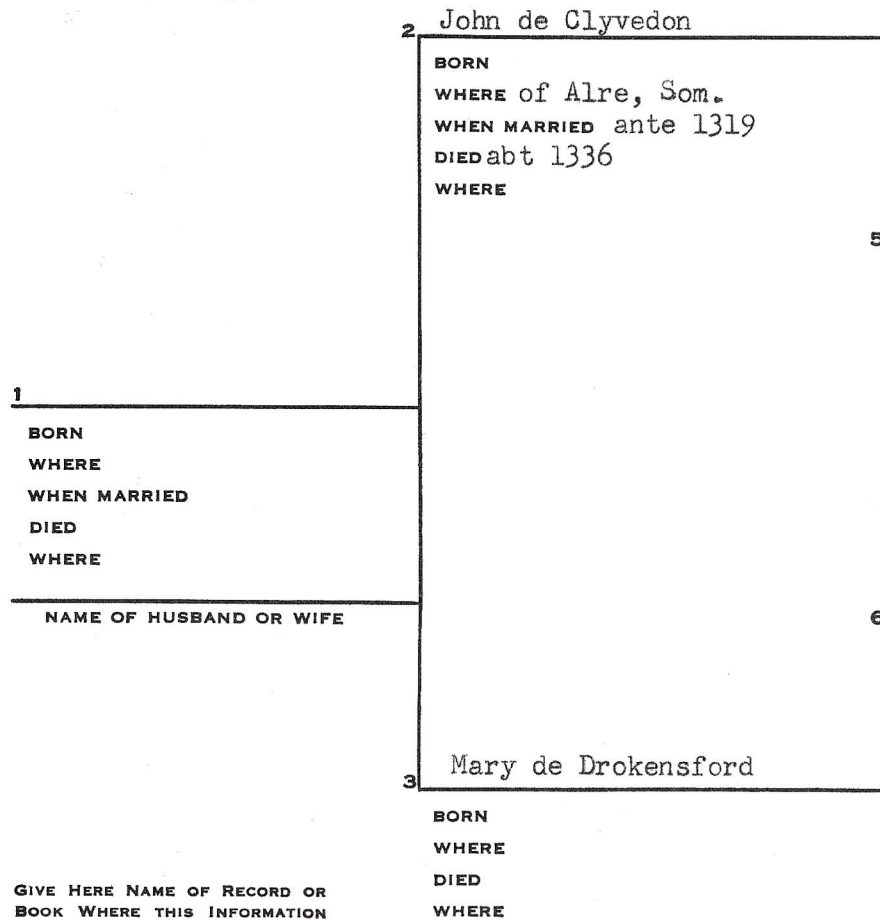 2 John de Clyvedon
BORN
WHERE of Alre, Som.
WHEN MARRIED ante 1319
DIED abt 1336
WHERE
5
1
BORN
WHERE
WHEN MARRIED
DIED
WHERE
NAME OF HUSBAND OR WIFE
6
3 Mary de Drokensford
BORN
WHERE
DIED
WHERE
GIVE HERE NAME OF RECORD OR
BOOK WHERE THIS INFORMATION